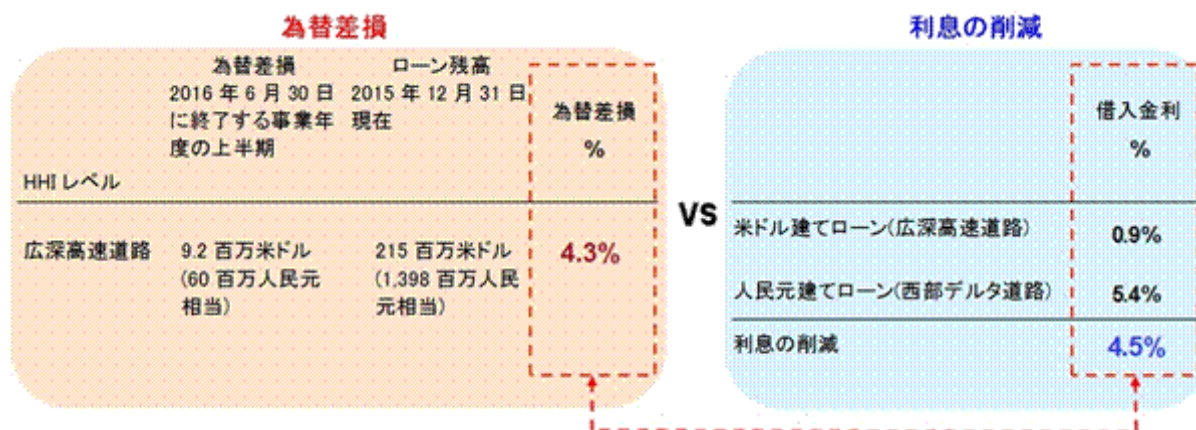 為替差損
為替差損
2016 年 6 月 30 日
に終了する事業年
度の上半期
ローン残高
2015 年 12 月 31 日
現在
為替差損
%
HHI レベル
広深高速道路
9.2 百万米ドル
(60 百万人民元
相当)
215 百万米ドル
(1,398 百万人民
元相当)
4.3%
VS
利息の削減
借入金利
%
米ドル建てローン(広深高速道路)
0.9%
人民元建てローン(西部デルタ道路)
5.4%
利息の削減
4.5%